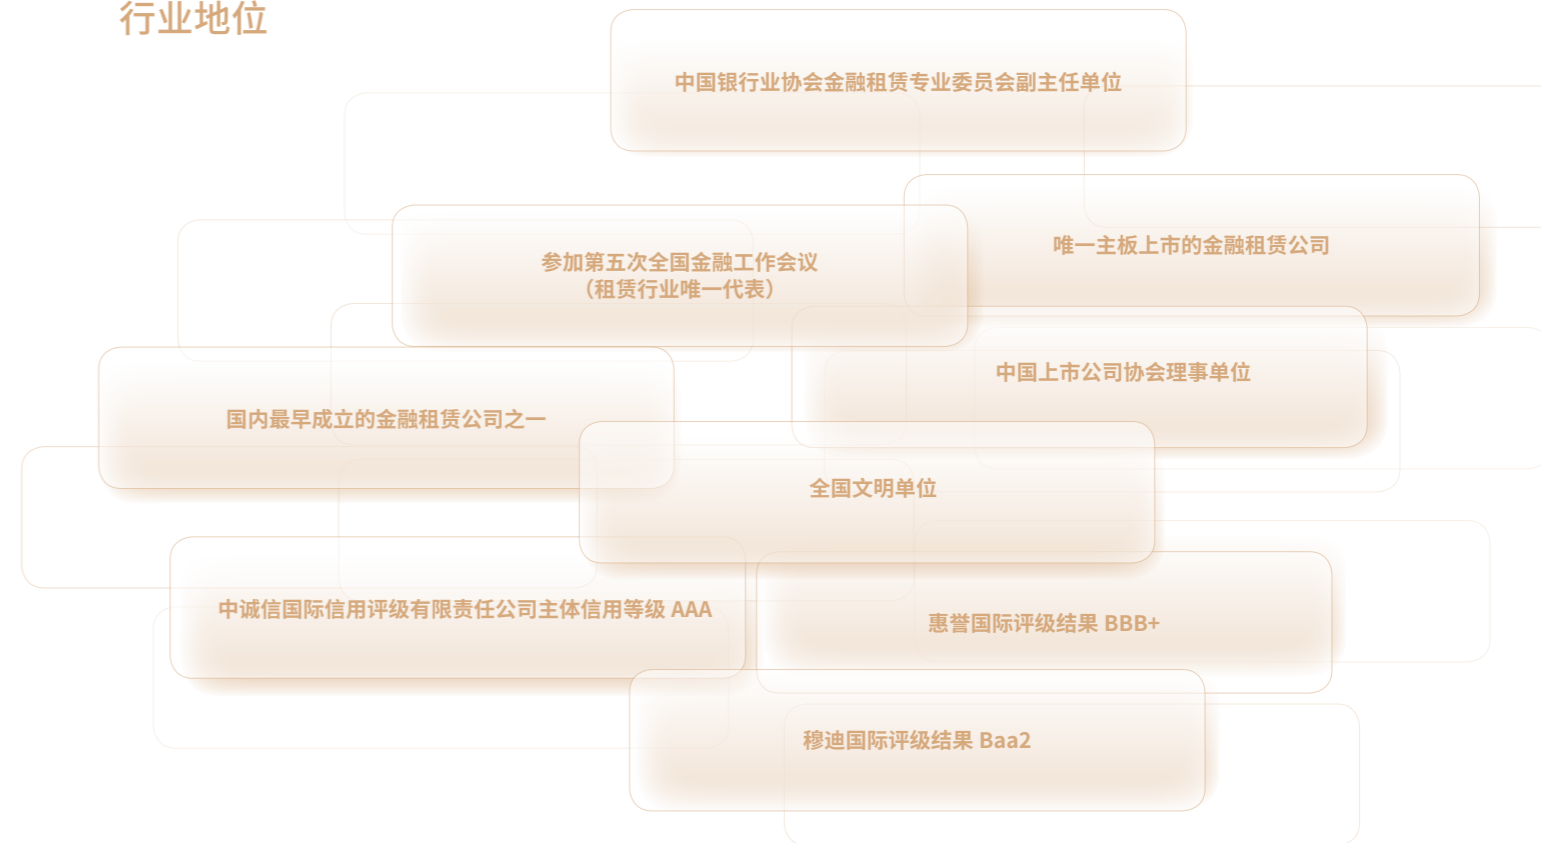 行业地位
中国银行业协会金融租赁专业委员会副主任单位
唯一主板上市的金融租赁公司
参加第五次全国金融工作会议
（租赁行业唯一代表）
中国上市公司协会理事单位
国内最早成立的金融租赁公司之一
全国文明单位
中诚信国际信用评级有限责任公司主体信用等级 AAA
惠誉国际评级结果 BBB+
穆迪国际评级结果 Baa2